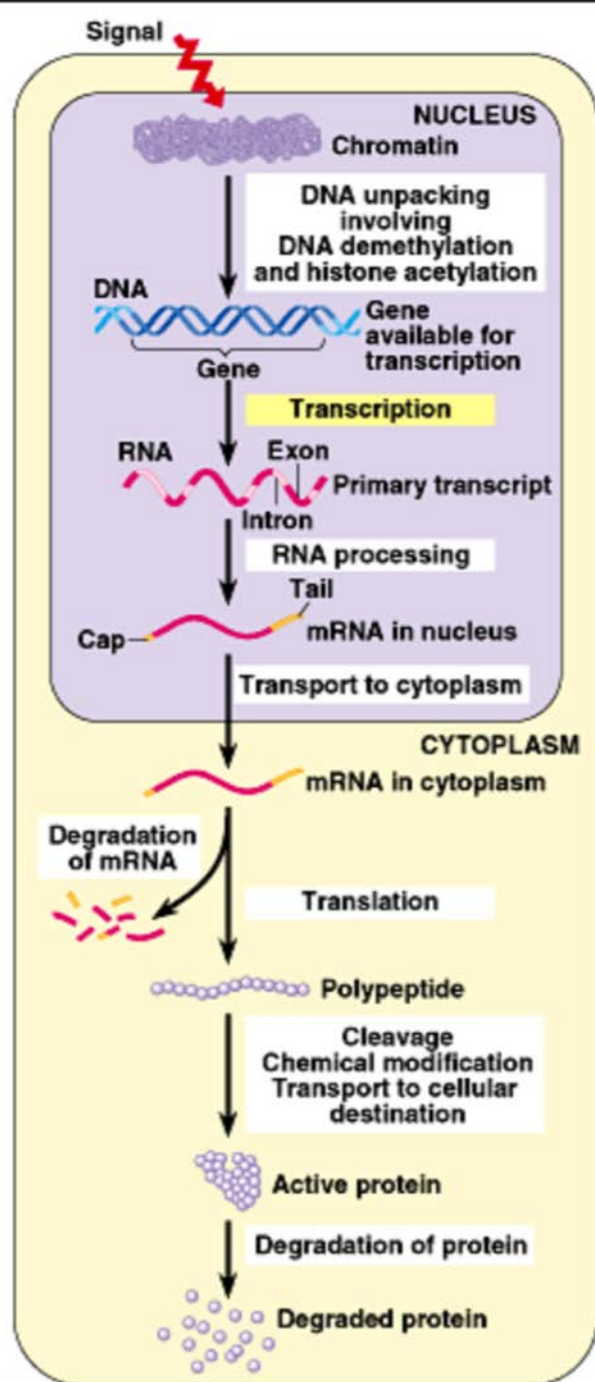 Signal
NUCLEUS
Chromatin
DNA unpacking
involving
DNA demethylation
and histone acetylation
DNA
Gene
available for
transcription
Gene
Transcription
RNA
Exon
Primary transcript
Intron
RNA processing
Tail
Cap
mRNA in nucleus
Transport to cytoplasm
CYTOPLASM
mRNA in cytoplasm
Degradation
of mRNA
Translation
Polypeptide
Cleavage
Chemical modification
Transport to cellular
destination
Active protein
Degradation of protein
Degraded protein